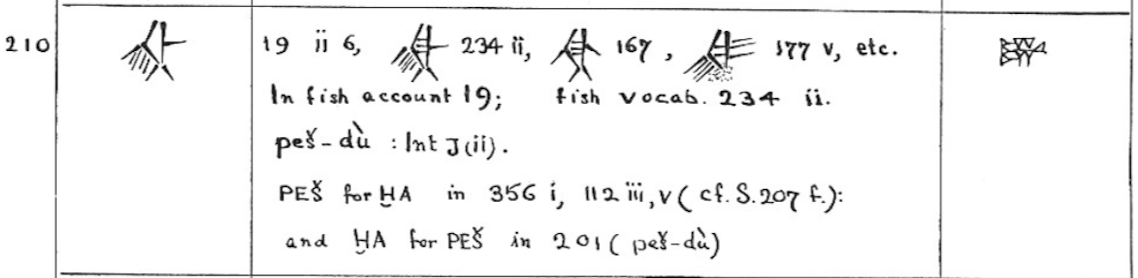 210 19 ii 6, 234 ii, 167, 177 v, etc.
In fish account 19; fish vocab. 234 ii.
peš-dù : Int J(ii).
PEŠ for ḪA in 356 i, 112 iii, v (cf. S. 207 f.):
and ḪA for PEŠ in 201 (peš-dù)